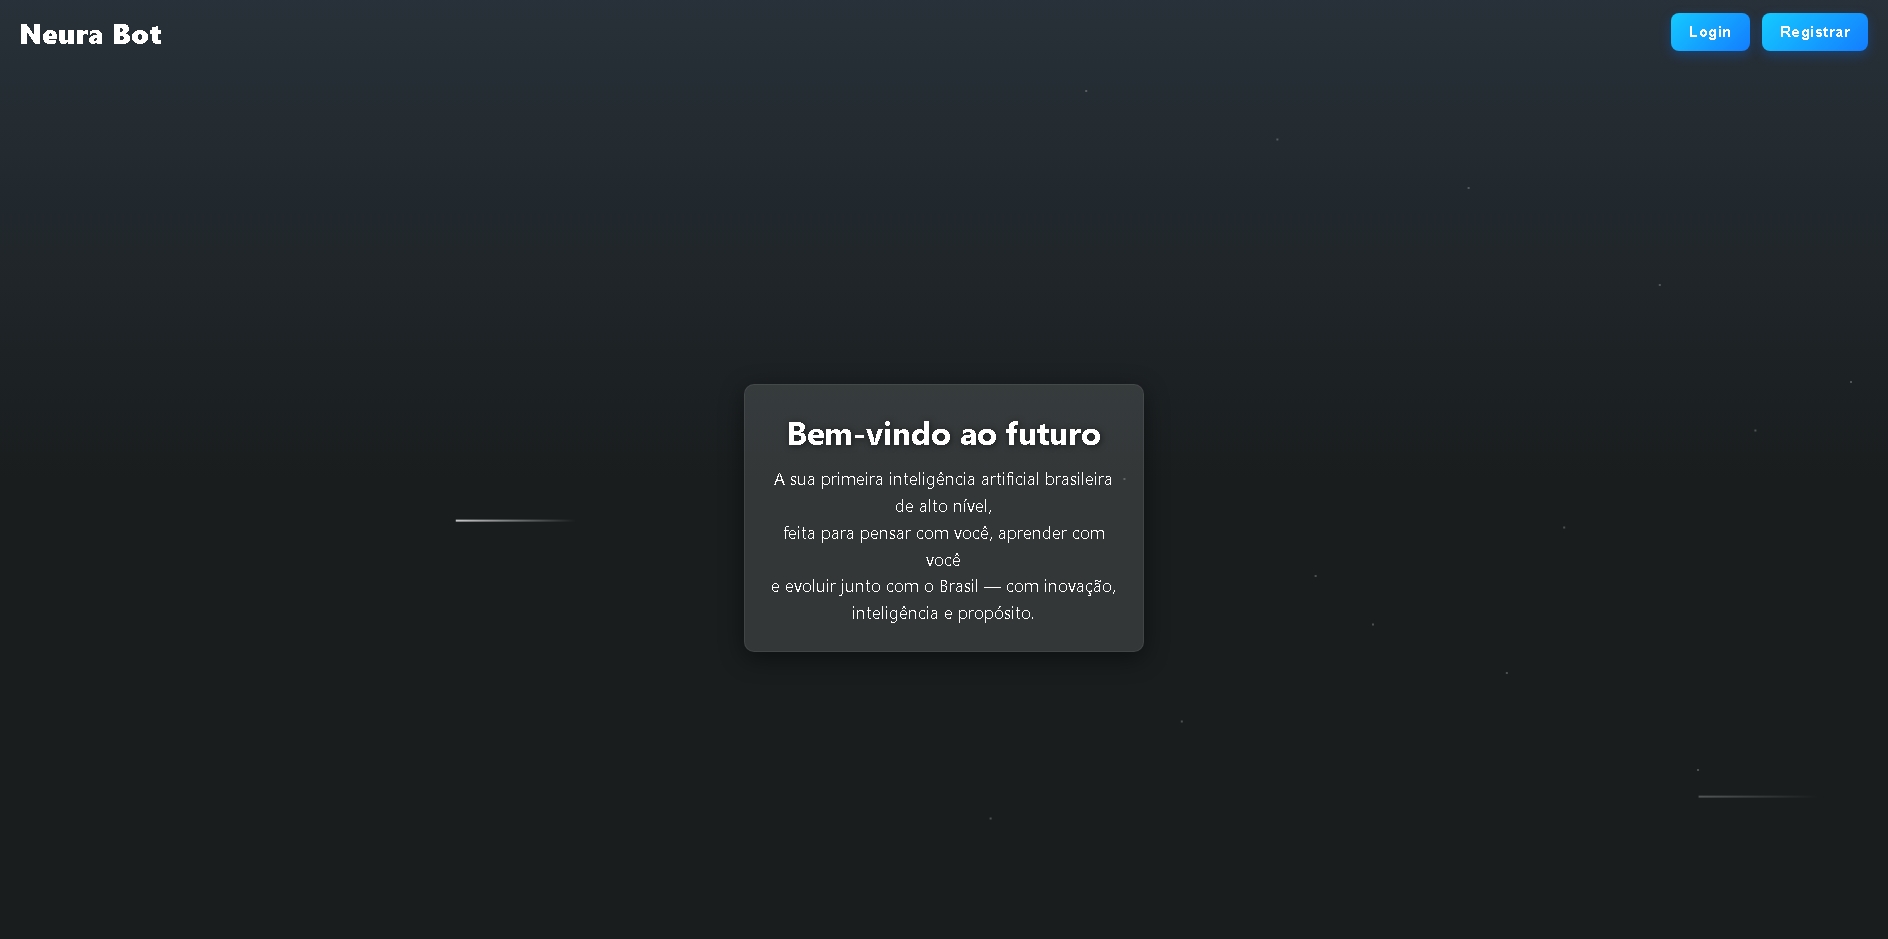 Neura Bot
Login
Registrar
Bem-vindo ao futuro
A sua primeira inteligência artificial brasileira
de alto nível,
feita para pensar com você, aprender com
você
e evoluir junto com o Brasil — com inovação,
inteligência e propósito.